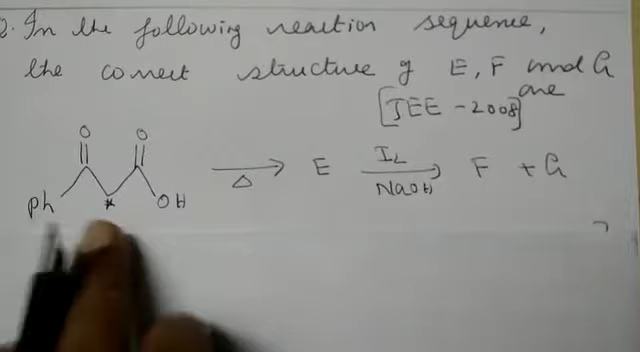 2. In the following reaction sequence,
the correct structure of E, F and G are
[JEE - 2008]
O O
Ph * OH
Δ E I2 NaOH F + G